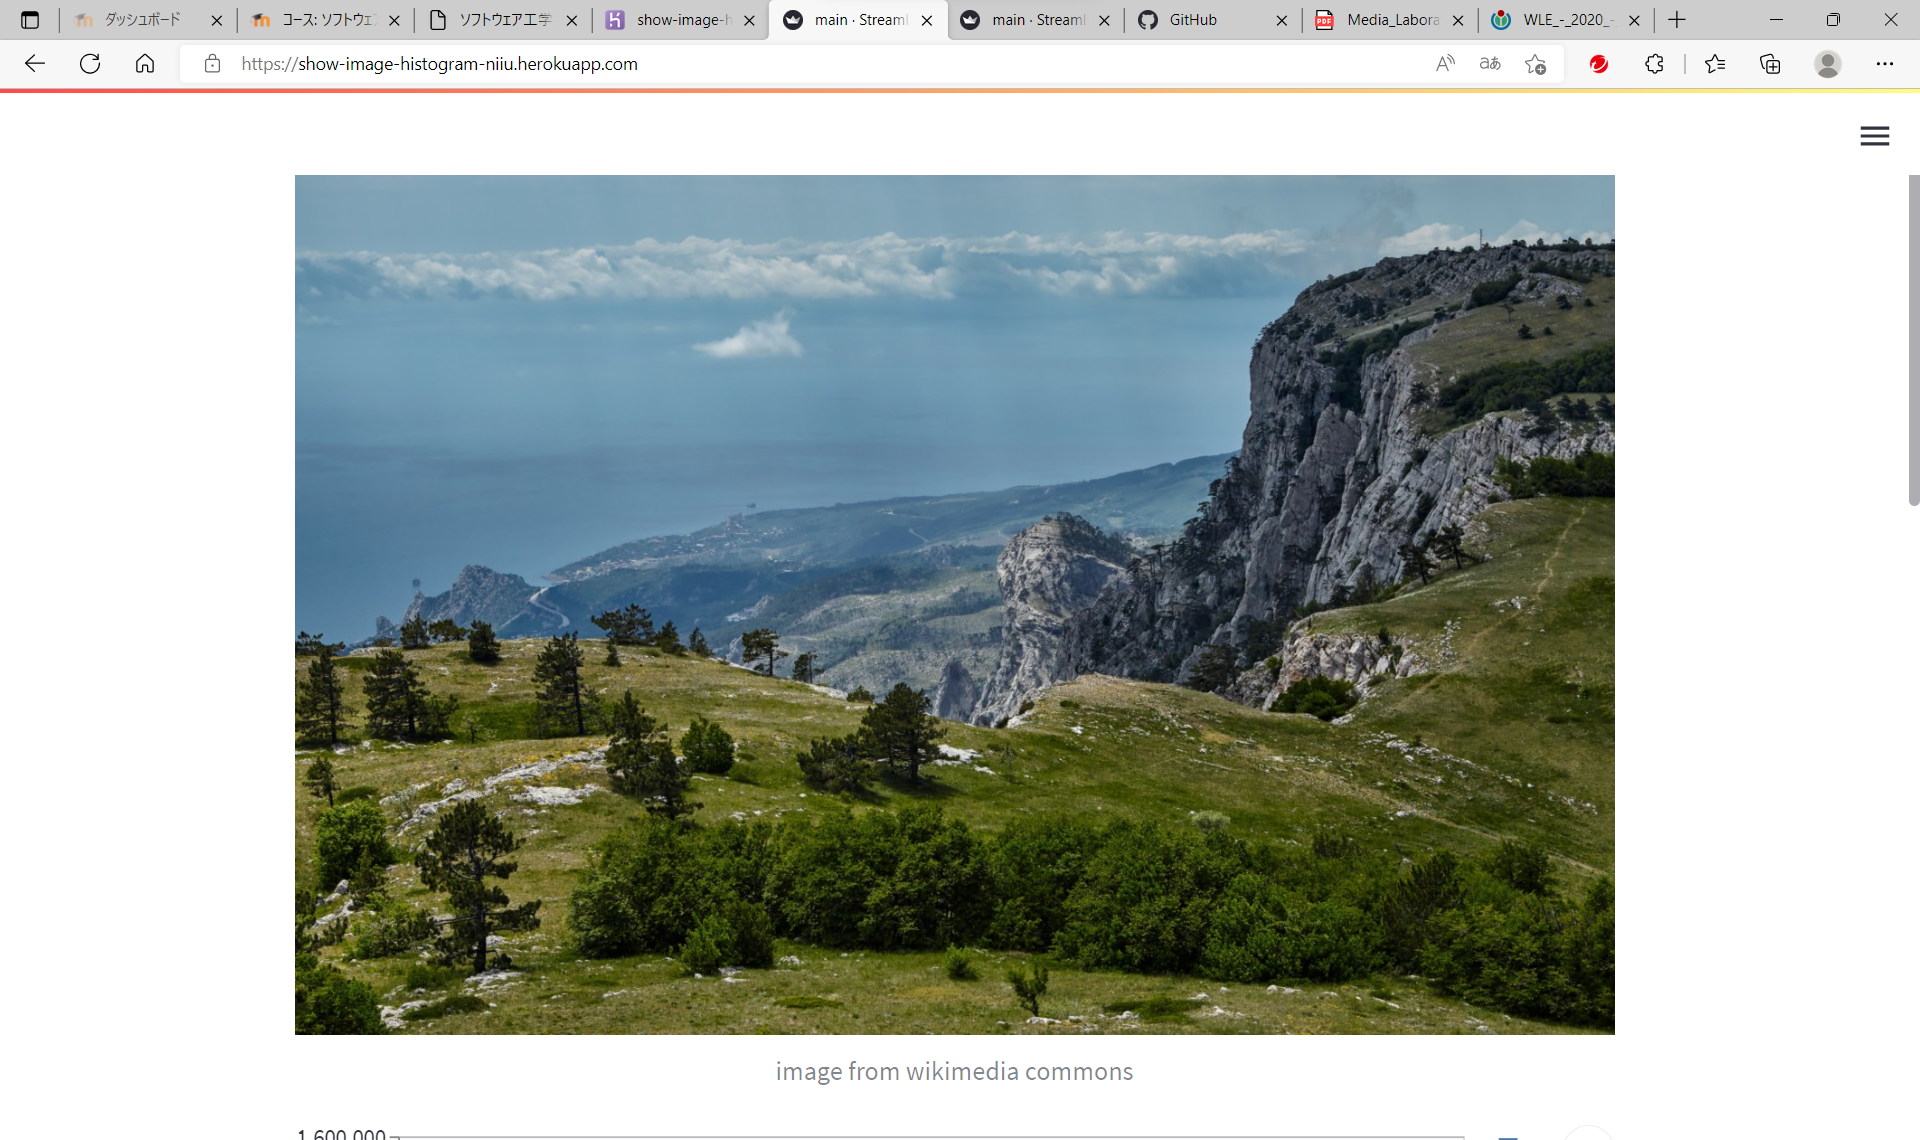 ダッシュボード
コース: ソフトウェ
ソフトウェア工学
show-image-h
main · Streaml
main · Streaml
GitHub
Media_Labora
WLE_-_2020_-
https://show-image-histogram-niiu.herokuapp.com
image from wikimedia commons
1,600,000